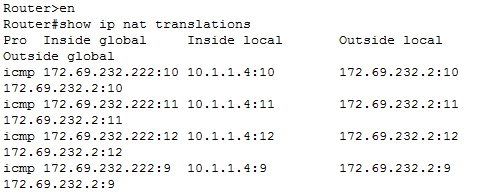 Router>en
Router#show ip nat translations
Pro Inside global Inside local Outside local
Outside global
icmp 172.69.232.222:10 10.1.1.4:10 172.69.232.2:10
172.69.232.2:10
icmp 172.69.232.222:11 10.1.1.4:11 172.69.232.2:11
172.69.232.2:11
icmp 172.69.232.222:12 10.1.1.4:12 172.69.232.2:12
172.69.232.2:12
icmp 172.69.232.222:9 10.1.1.4:9 172.69.232.2:9
172.69.232.2:9